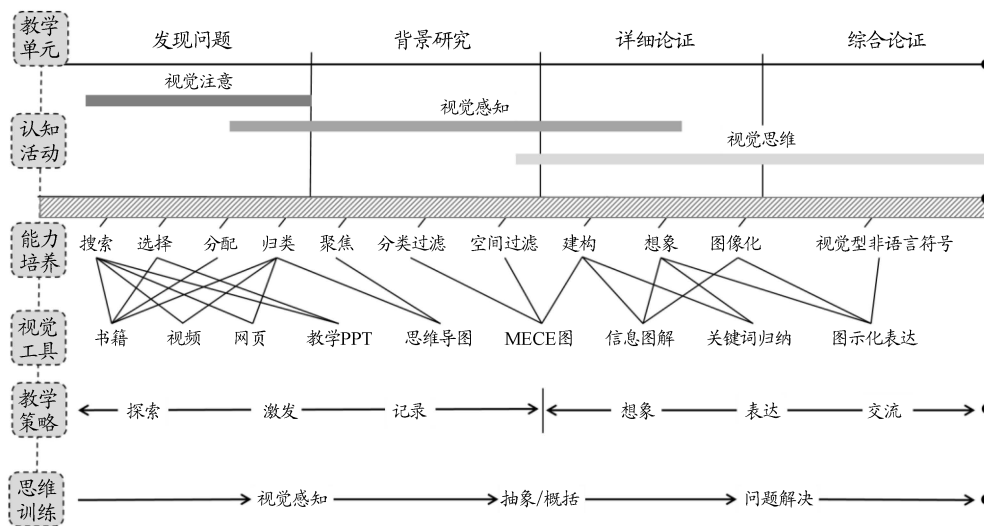 教学
单元
发现问题 背景研究 详细论证 综合论证
视觉注意
视觉感知
视觉思维
认知
活动
能力
培养
搜索 选择 分配 归类 聚焦 分类过滤 空间过滤 建构 想象 图像化 视觉型非语言符号
视觉
工具
书籍 视频 网页 教学PPT 思维导图 MECE图 信息图解 关键词归纳 图示化表达
教学
策略
探索 激发 记录 想象 表达 交流
思维
训练
视觉感知 抽象/概括 问题解决